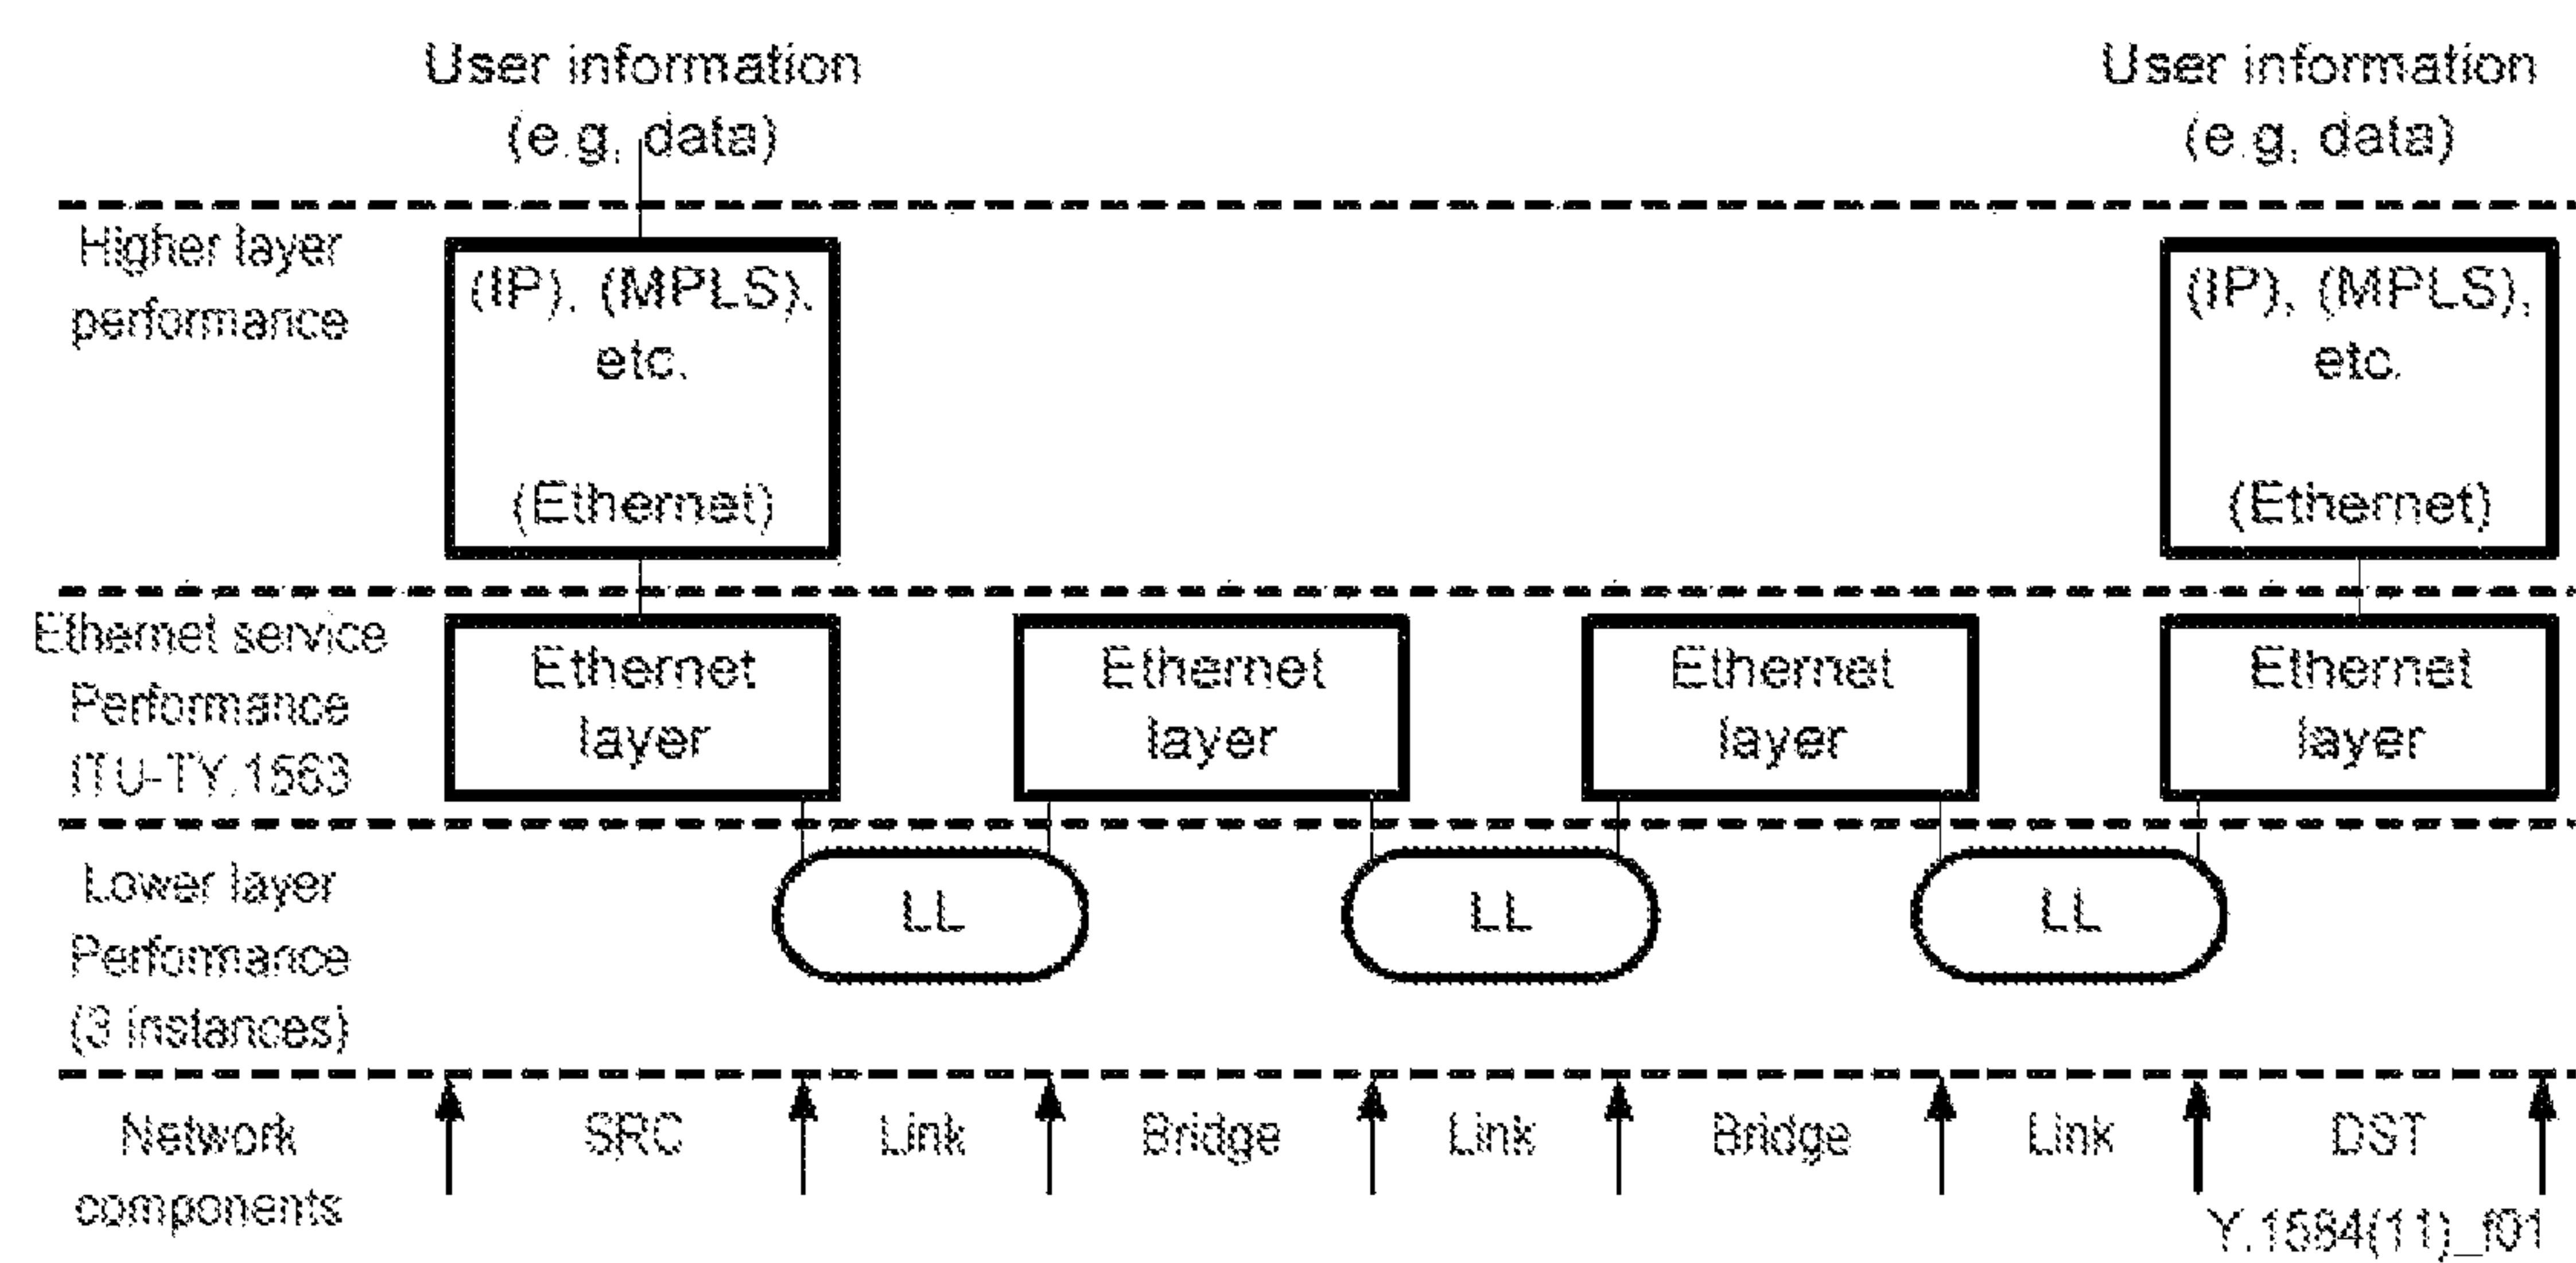 User information
(e.g. data)
User information
(e.g. data)
Higher layer
performance
(IP), (MPLS),
etc.
(Ethernet)
(IP), (MPLS),
etc.
(Ethernet)
Ethernet service
Performance
ITU-TY.1563
Ethernet
layer
Ethernet
layer
Ethernet
layer
Ethernet
layer
Lower layer
Performance
(3 instances)
LL
LL
LL
Network
components
SRC
Link
Bridge
Link
Bridge
Link
DST
Y.1564(11)_f01